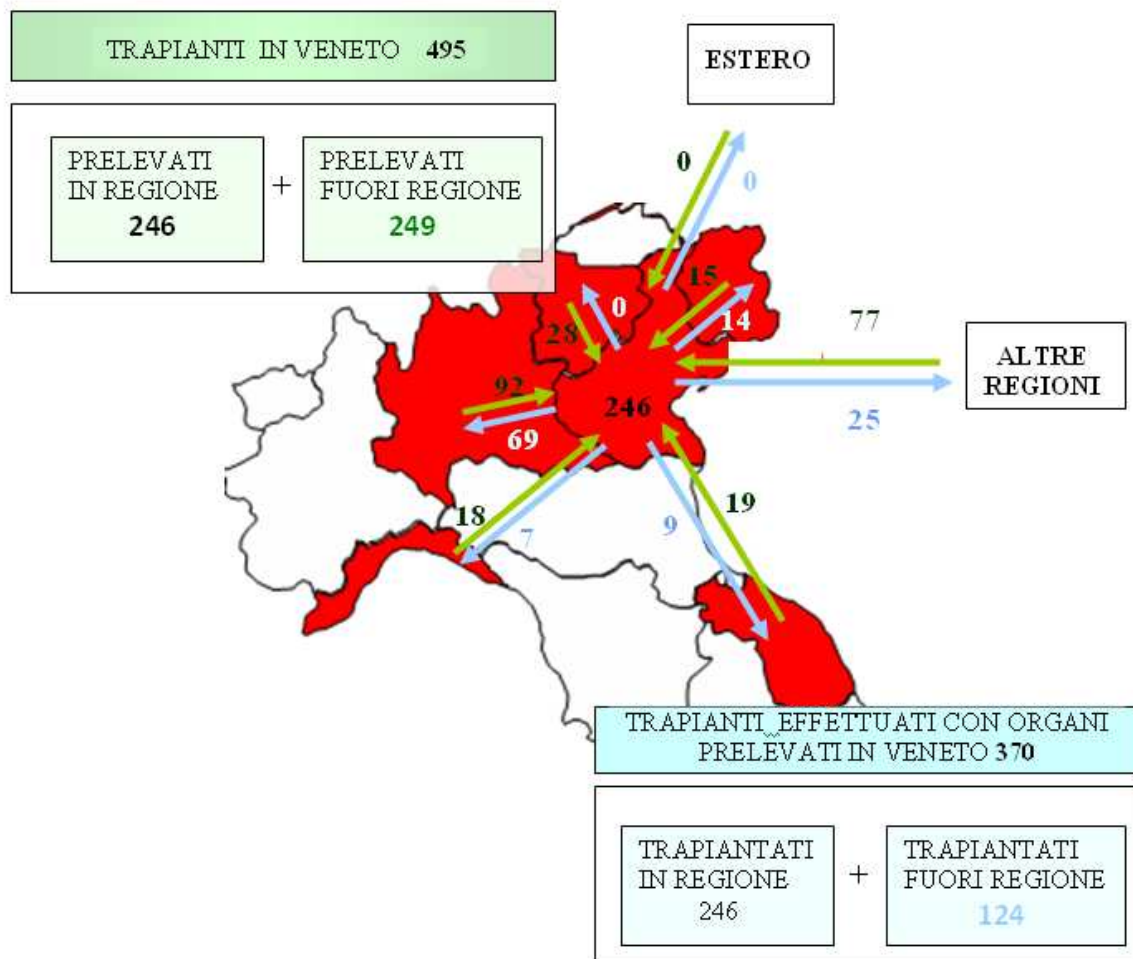 TRAPIANTI IN VENETO 495
PRELEVATI
IN REGIONE
246
+
PRELEVATI
FUORI REGIONE
249
ESTERO
0
0
15
14
0
28
77
ALTRE
REGIONI
25
92
246
69
18
7
9
19
TRAPIANTI EFFETTUATI CON ORGANI
PRELEVATI IN VENETO 370
TRAPIANTATI
IN REGIONE
246
+
TRAPIANTATI
FUORI REGIONE
124